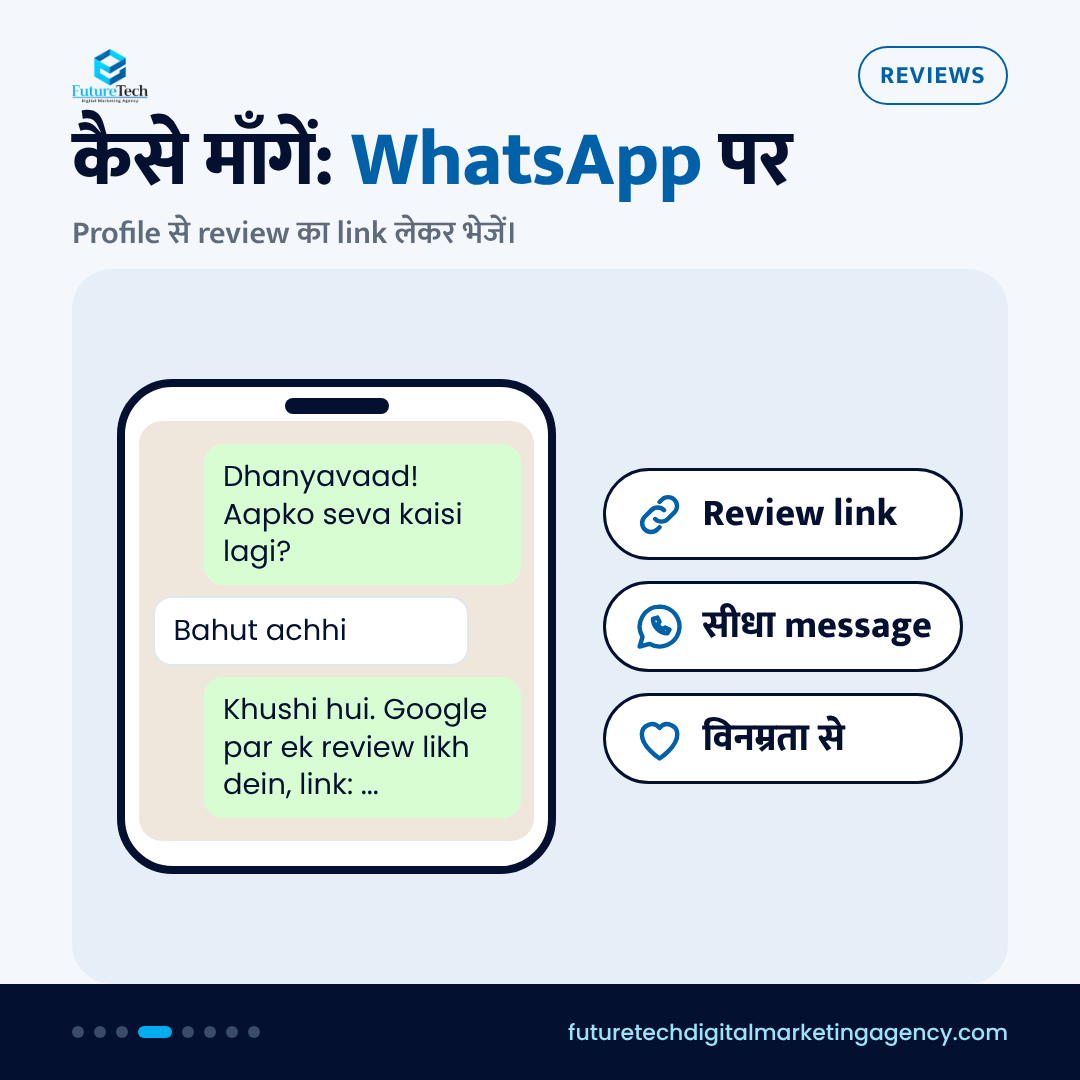 FutureTech
Digital Marketing Agency
REVIEWS
कैसे माँगें: WhatsApp पर
Profile से review का link लेकर भेजें।
Dhanyavaad!
Aapko seva kaisi
lagi?
Bahut achhi
Khushi hui. Google
par ek review likh
dein, link: ...
Review link
सीधा message
विनम्रता से
futuretechdigitalmarketingagency.com